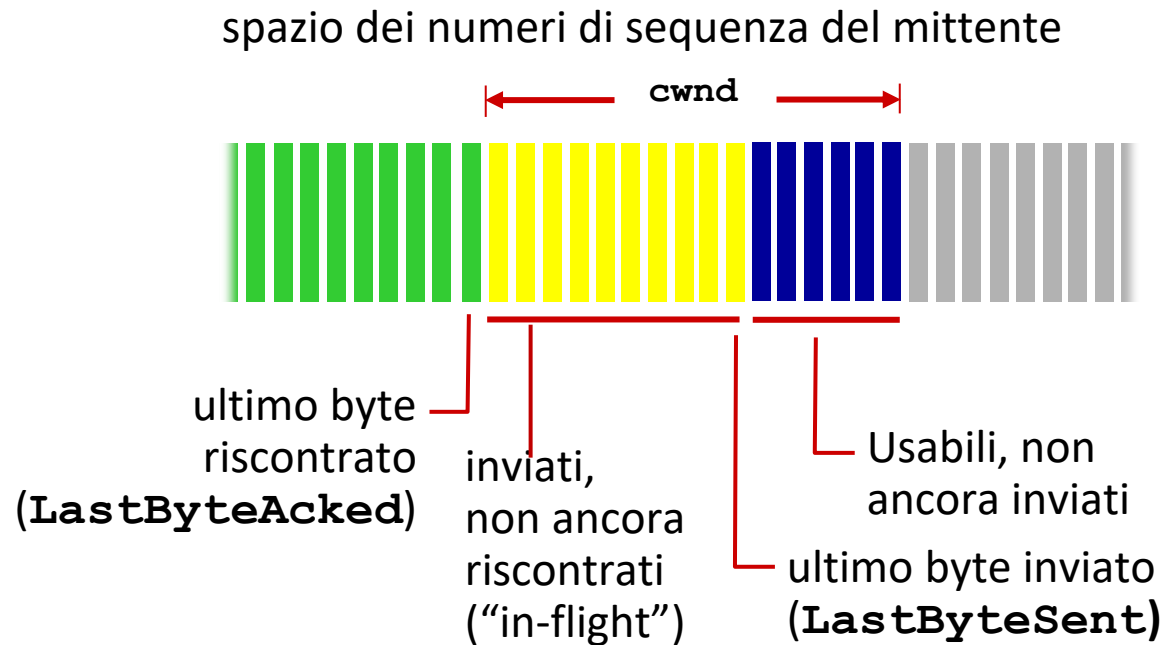 spazio dei numeri di sequenza del mittente
cwnd
ultimo byte
riscontrato
(LastByteAcked)
inviati,
non ancora
riscontrati
(“in-flight”)
Usabili, non
ancora inviati
ultimo byte inviato
(LastByteSent)